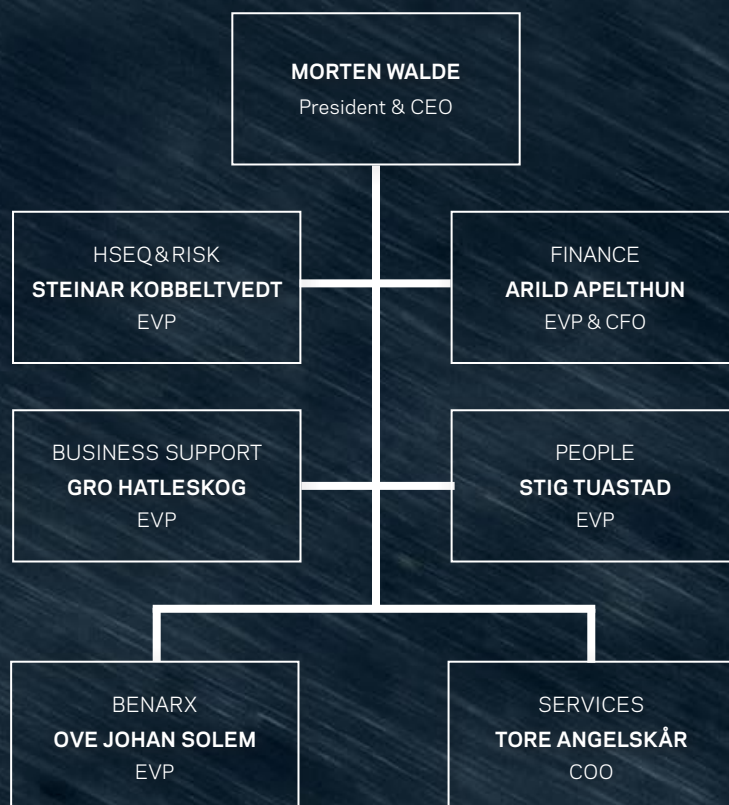 MORTEN WALDE
President & CEO
HSEQ & RISK
STEINAR KOBBELTVEDT
EVP
FINANCE
ARILD APELTHUN
EVP & CFO
BUSINESS SUPPORT
GRO HATLESKOG
EVP
PEOPLE
STIG TUASTAD
EVP
BENARX
OVE JOHAN SOLEM
EVP
SERVICES
TORE ANGELSKÅR
COO